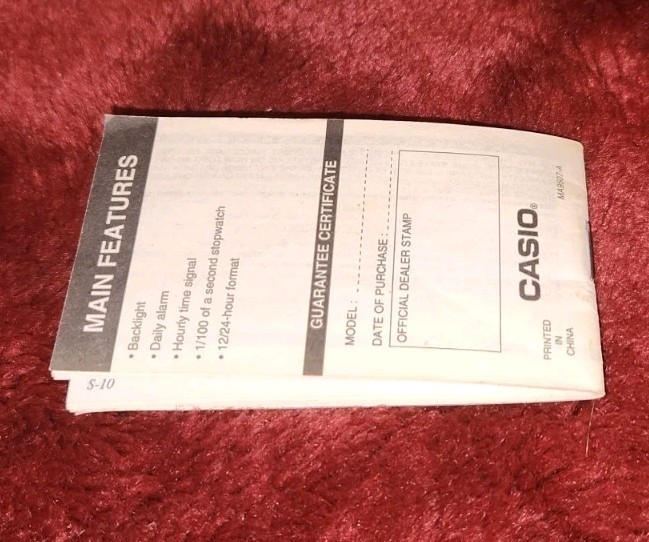 MAIN FEATURES
• Backlight
• Daily alarm
• Hourly time signal
• 1/100 of a second stopwatch
• 12/24-hour format
GUARANTEE CERTIFICATE
MODEL :
DATE OF PURCHASE :
OFFICIAL DEALER STAMP
CASIO®
PRINTED
IN
CHINA
MA9507-A
S-10